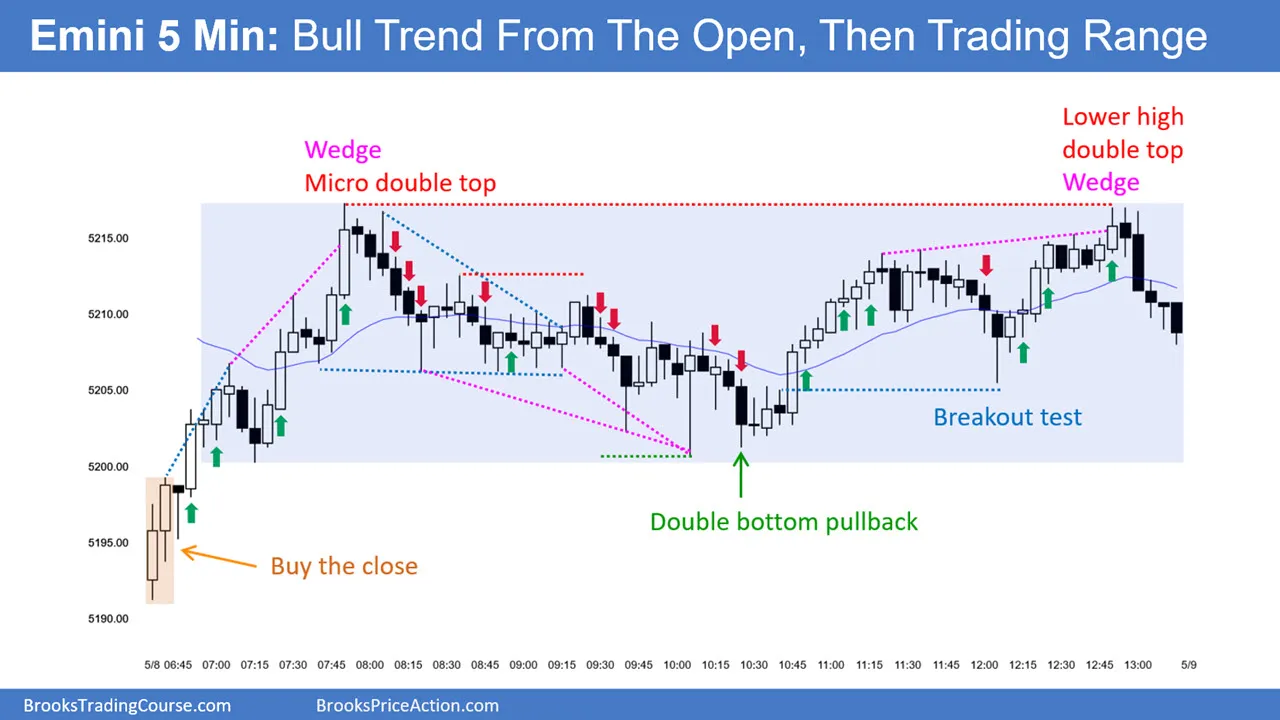 Emini 5 Min: Bull Trend From The Open, Then Trading Range
Lower high
double top
Wedge
Wedge
Micro double top
5215.00
5210.00
5205.00
5200.00
5195.00
5190.00
Breakout test
Double bottom pullback
Buy the close
5/8 06:45 07:00 07:15 07:30 07:45 08:00 08:15 08:30 08:45 09:00 09:15 09:30 09:45 10:00 10:15 10:30 10:45 11:00 11:15 11:30 11:45 12:00 12:15 12:30 12:45 13:00 5/9
BrooksTradingCourse.com BrooksPriceAction.com